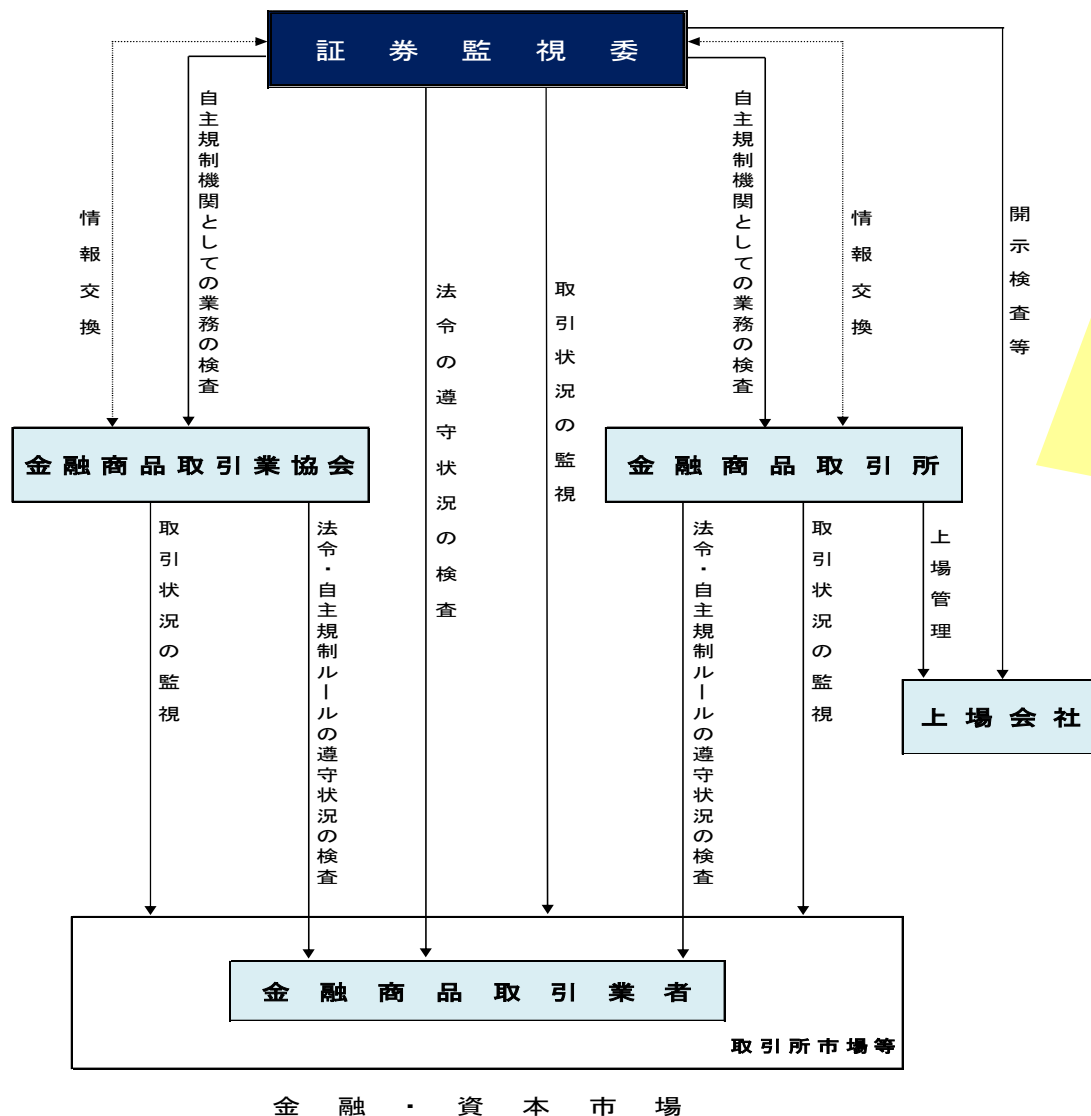 証券監視委
情報交換
自主規制機関としての業務の検査
法令の遵守状況の検査
取引状況の監視
自主規制機関としての業務の検査
情報交換
開示検査等
金融商品取引業協会
金融商品取引所
取引状況の監視
法令・自主規制ルールの遵守状況の検査
法令・自主規制ルールの遵守状況の検査
取引状況の監視
上場管理
上場会社
金融商品取引業者
取引所市場等
金融・資本市場